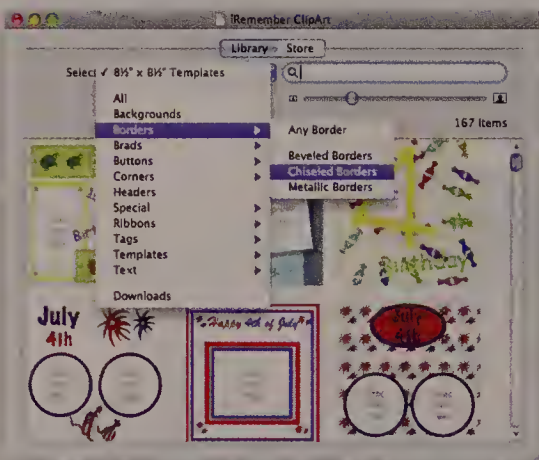 iRemember ClipArt
Library Store
Select ✓ 8½" x 8½" Templates
All
Backgrounds
Borders
Brads
Buttons
Corners
Headers
Special
Ribbons
Tags
Templates
Text
Downloads
Any Border
Beveled Borders
Chiseled Borders
Metallic Borders
167 Items
Birthday
July
4th
Happy 4th of July
July
4th